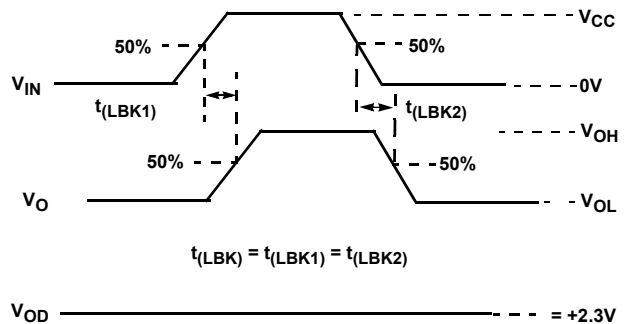 V_CC
50%
50%
V_IN
0V
t_(LBK1)
t_(LBK2)
V_OH
50%
50%
V_O
V_OL
t_(LBK) = t_(LBK1) = t_(LBK2)
V_OD
= +2.3V